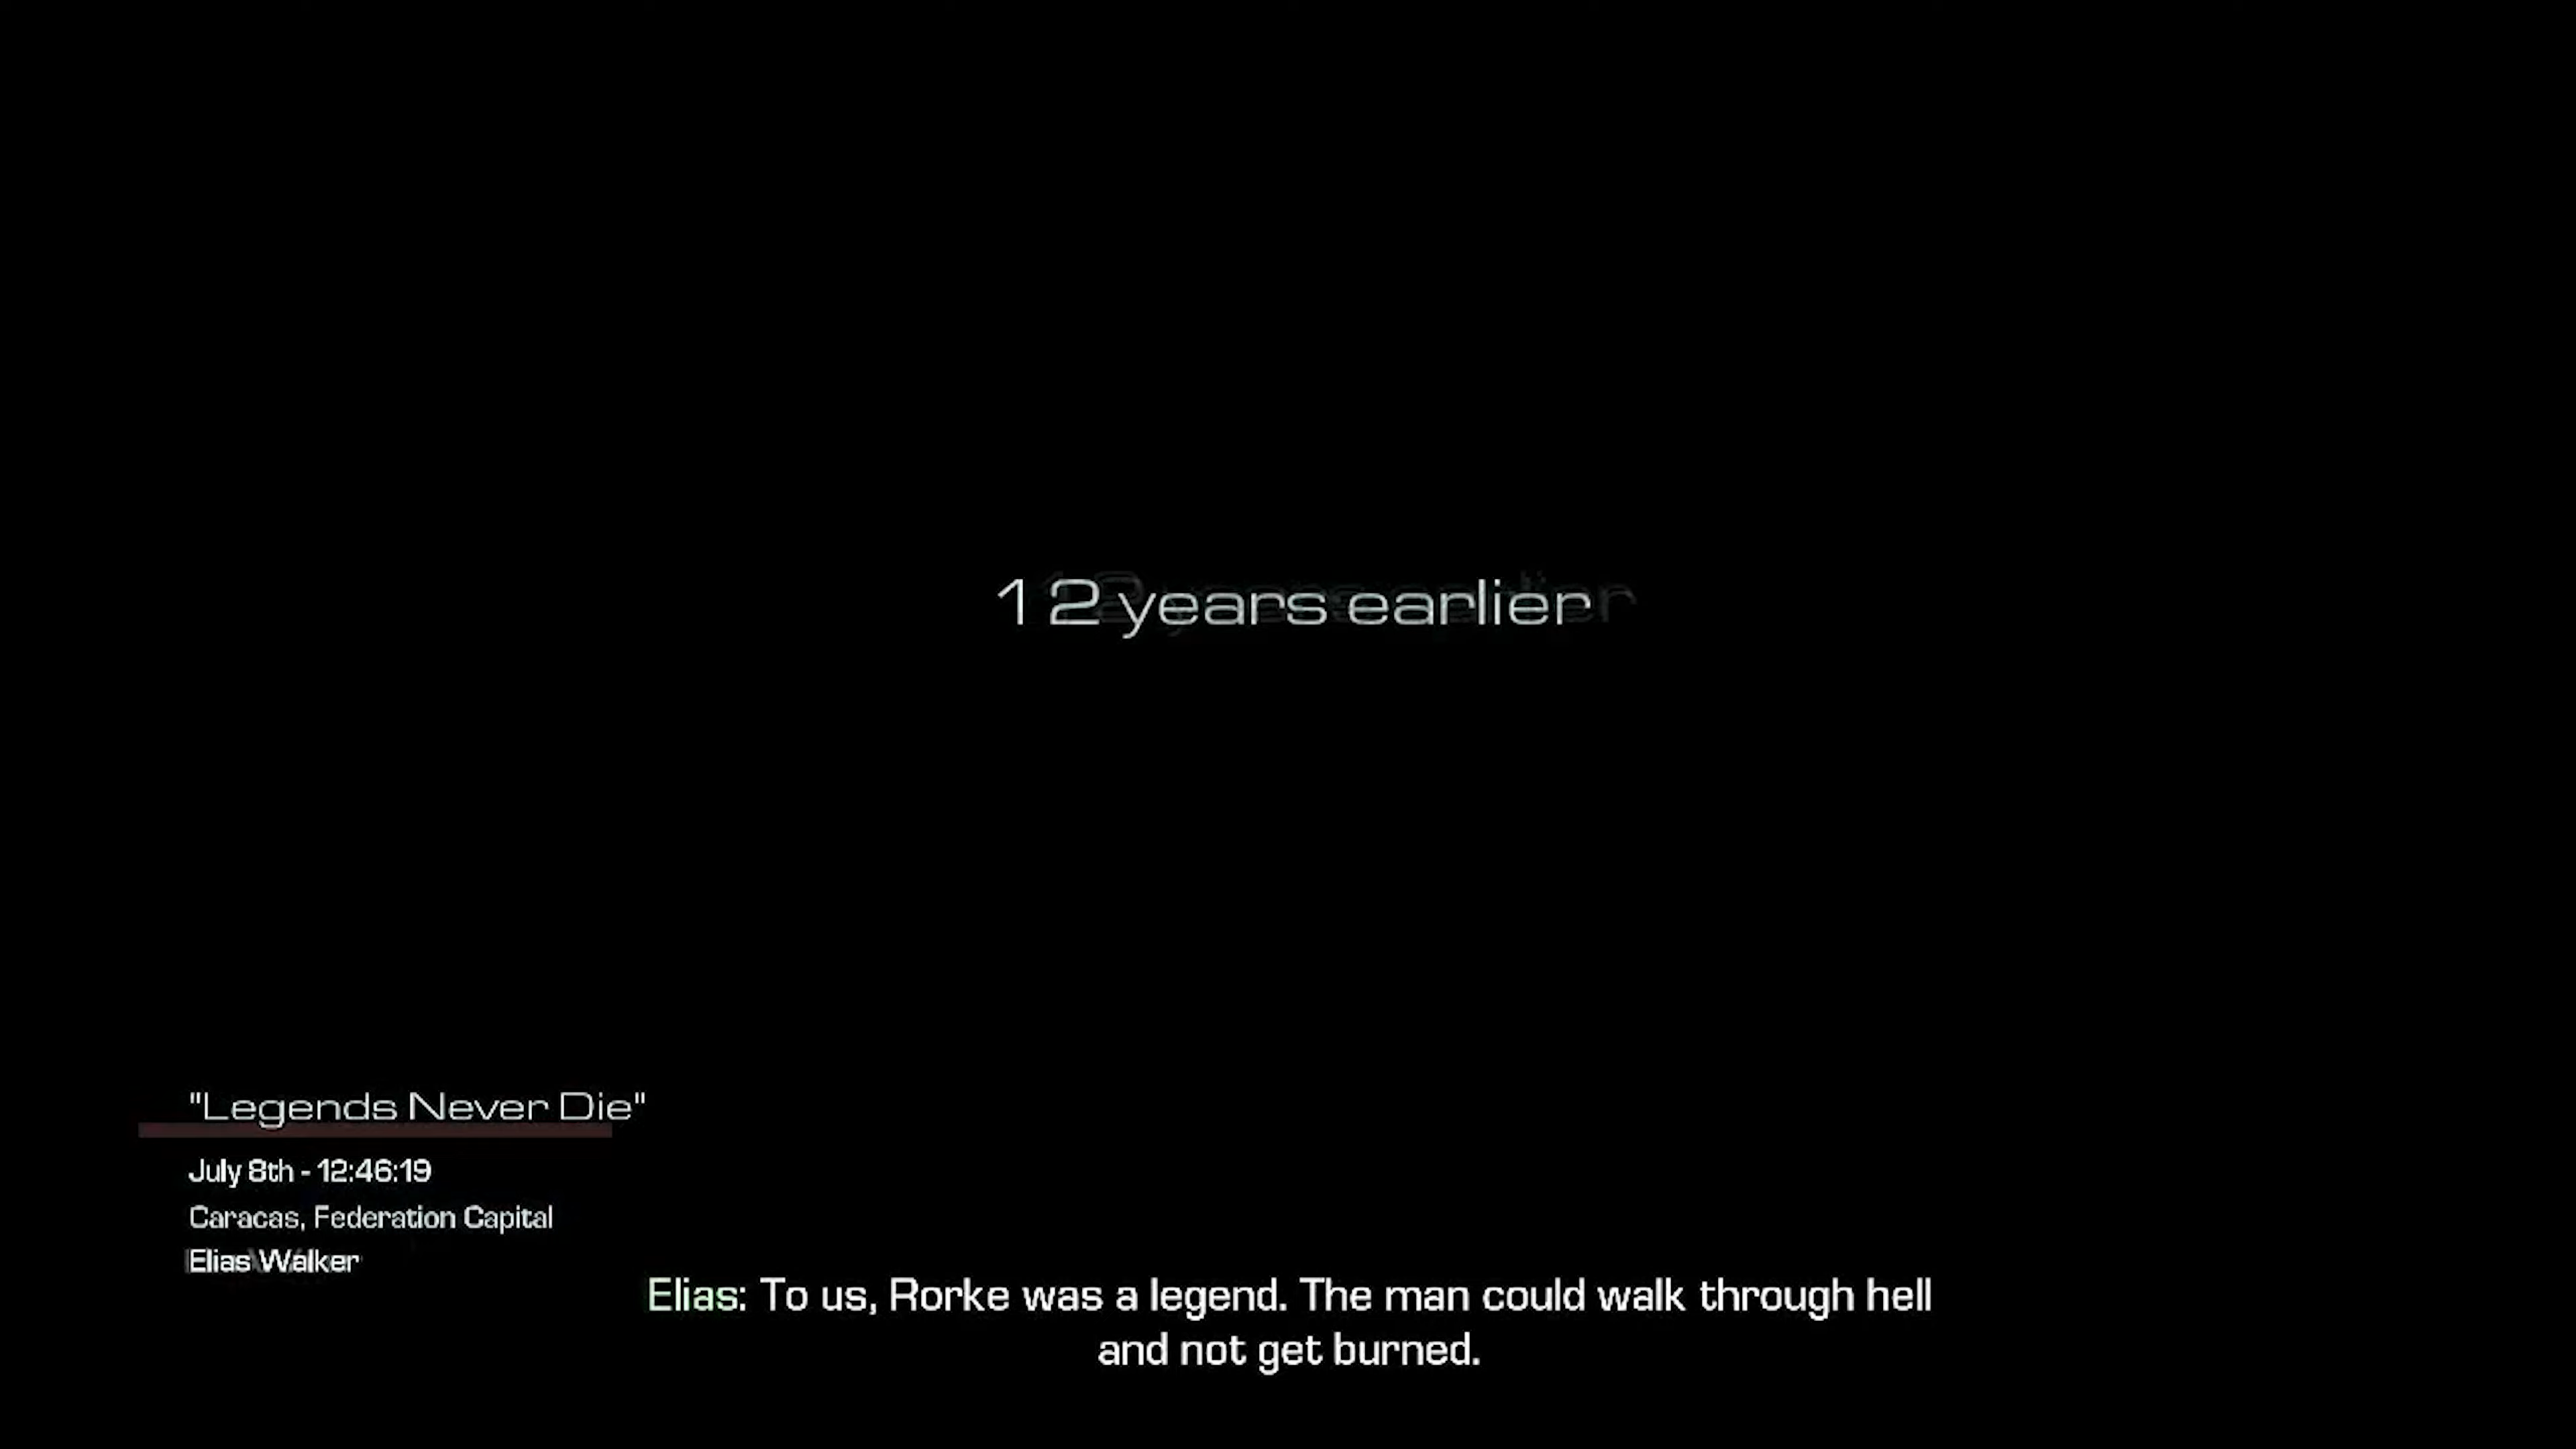 12 years earlier
"Legends Never Die"
July 8th - 12:46:19
Caracas, Federation Capital
Elias Walker
Elias: To us, Rorke was a legend. The man could walk through hell
and not get burned.